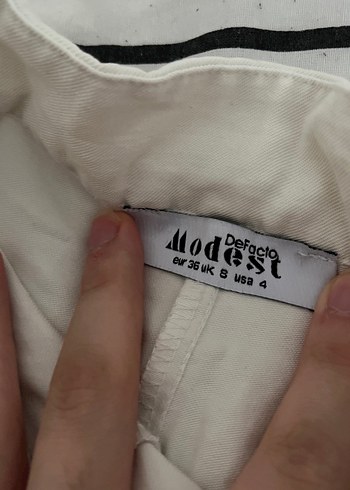 DeFacto
Modest
eur 36 uk 8 usa 4